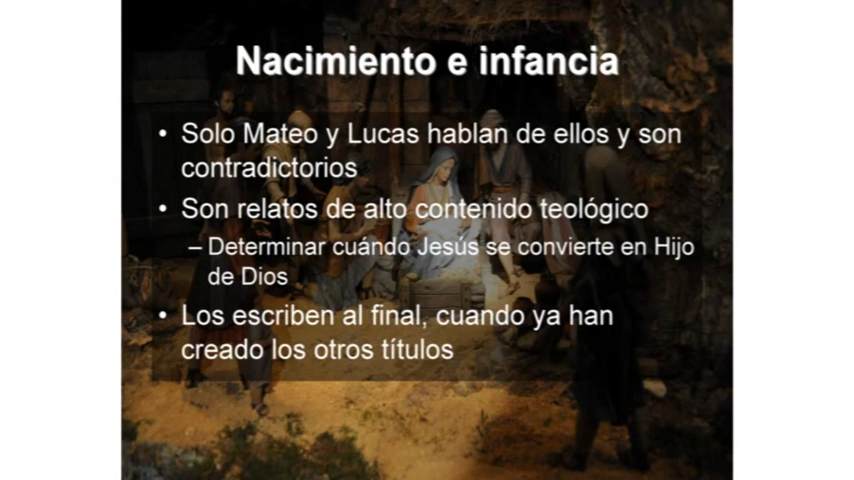 Nacimiento e infancia
• Solo Mateo y Lucas hablan de ellos y son
contradictorios
• Son relatos de alto contenido teológico
– Determinar cuándo Jesús se convierte en Hijo
de Dios
• Los escriben al final, cuando ya han
creado los otros títulos